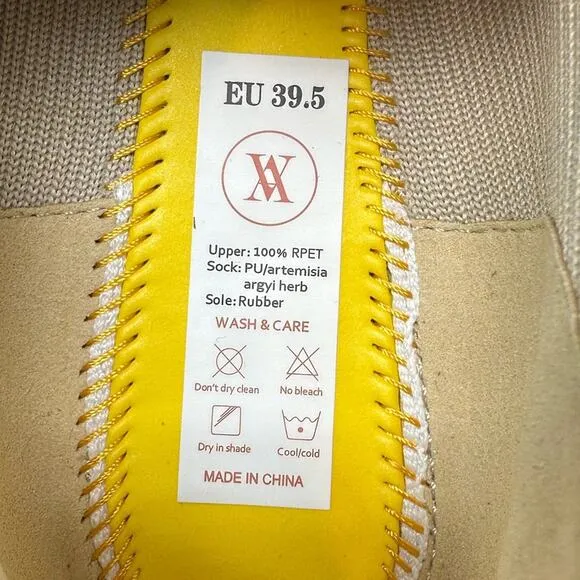 EU 39.5
VA
Upper: 100% RPET
Sock: PU/artemisia
argyi herb
Sole: Rubber
WASH & CARE
Don't dry clean
No bleach
Dry in shade
Cool/cold
MADE IN CHINA